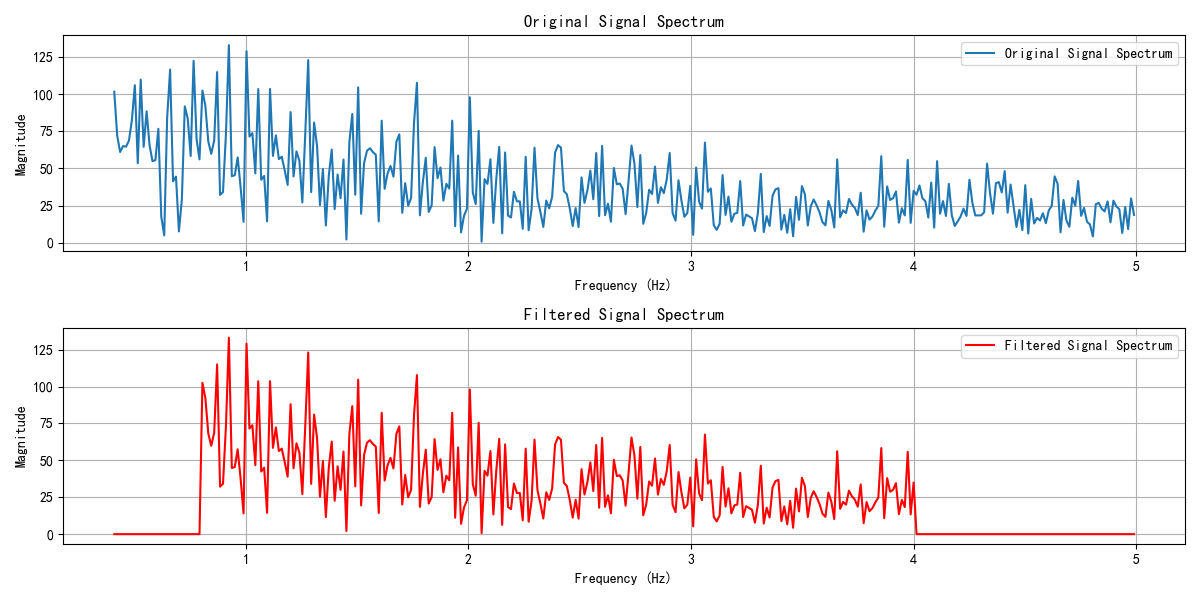 Original Signal Spectrum
Original Signal Spectrum
Magnitude
125
100
75
50
25
0
1 2 3 4 5
Frequency (Hz)
Filtered Signal Spectrum
Filtered Signal Spectrum
Magnitude
125
100
75
50
25
0
1 2 3 4 5
Frequency (Hz)